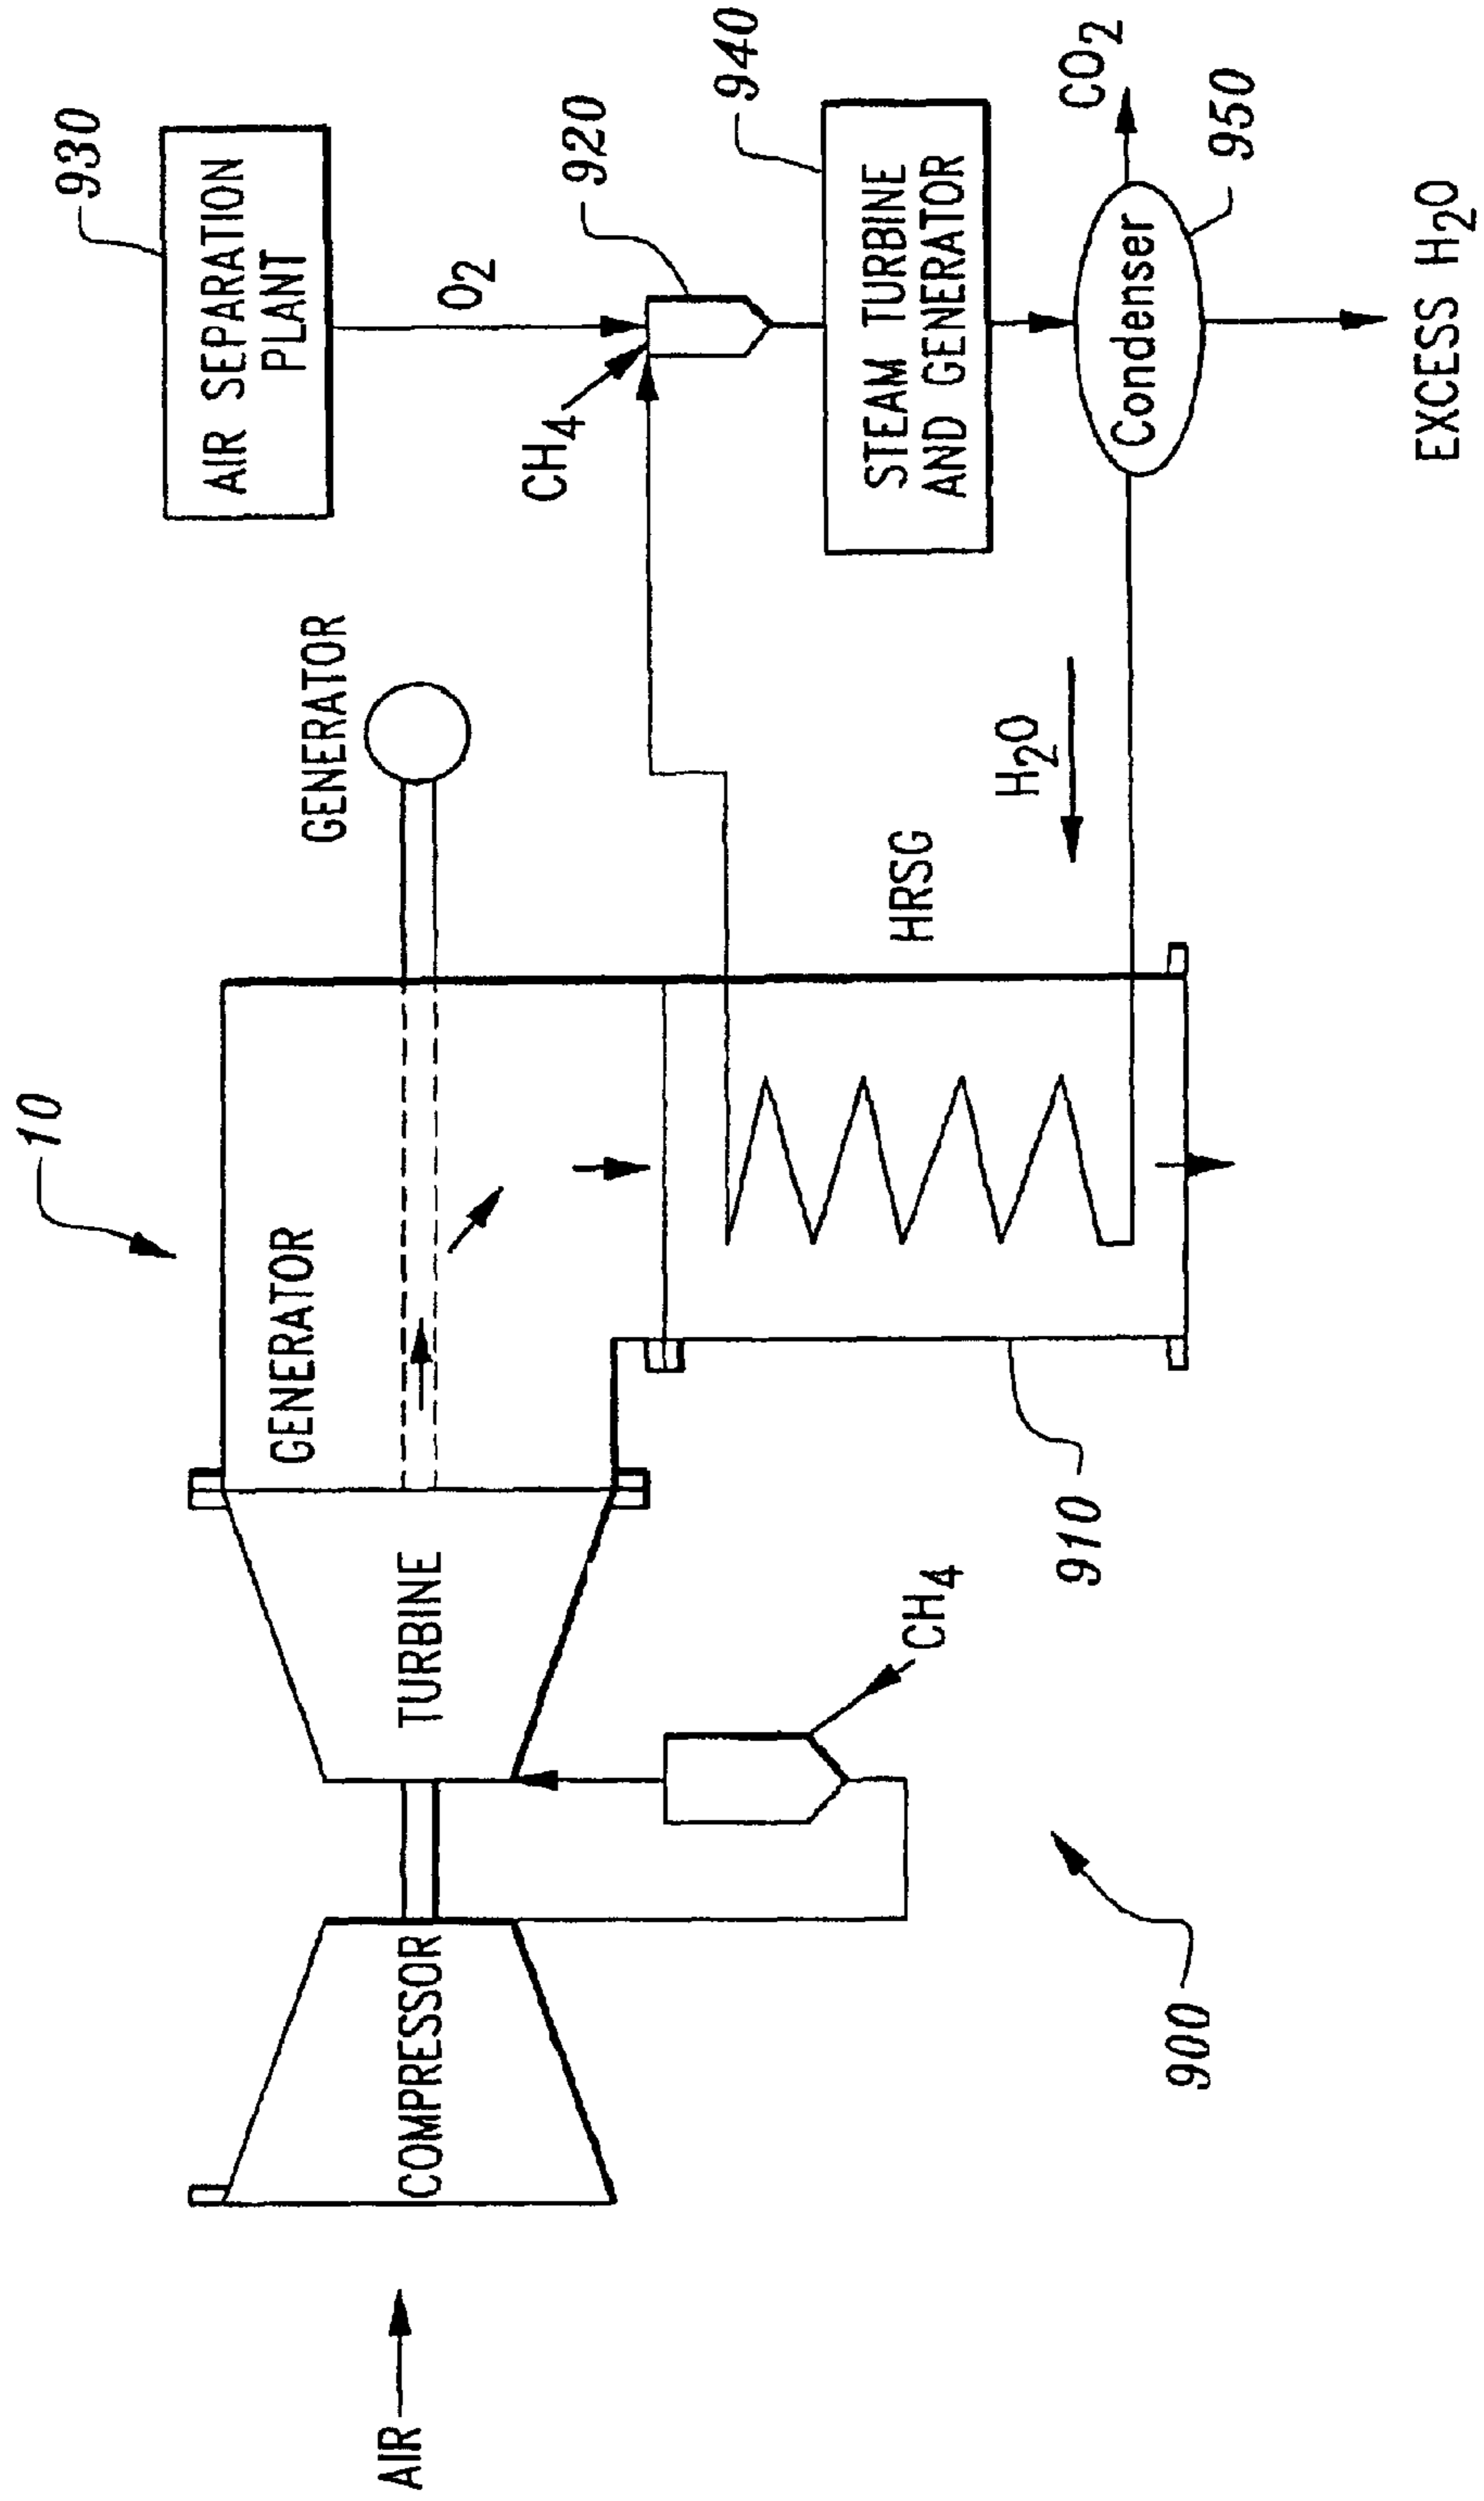 10
930
AIR SEPARATION
PLANT
GENERATOR
GENERATOR
O2
940
920
CH4
AIR
COMPRESSOR
TURBINE
STEAM TURBINE
AND GENERATOR
HRSG
H2O
CO2
Condenser
950
CH4
910
900
EXCESS H2O